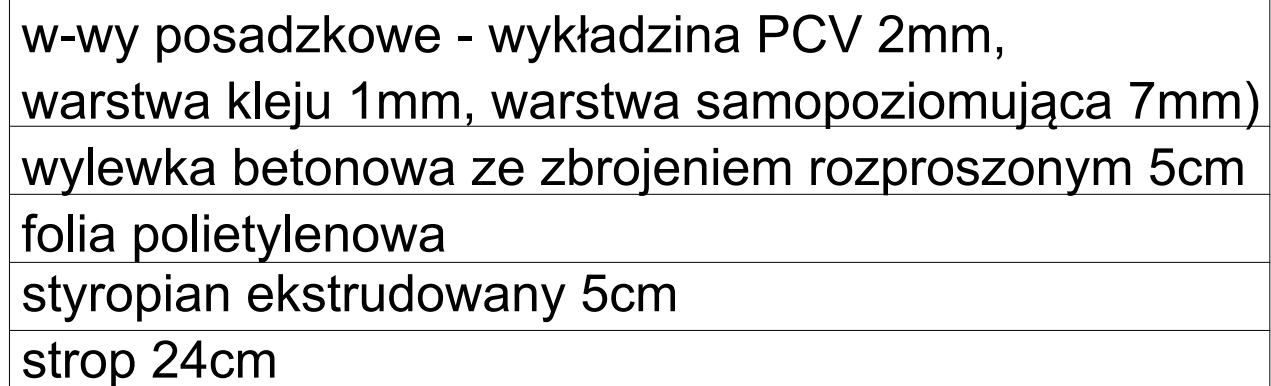 w-wy posadzkowe - wykładzina PCV 2mm,
warstwa kleju 1mm, warstwa samopoziomująca 7mm)
wylewka betonowa ze zbrojeniem rozproszonym 5cm
folia polietylenowa
styropian ekstrudowany 5cm
strop 24cm